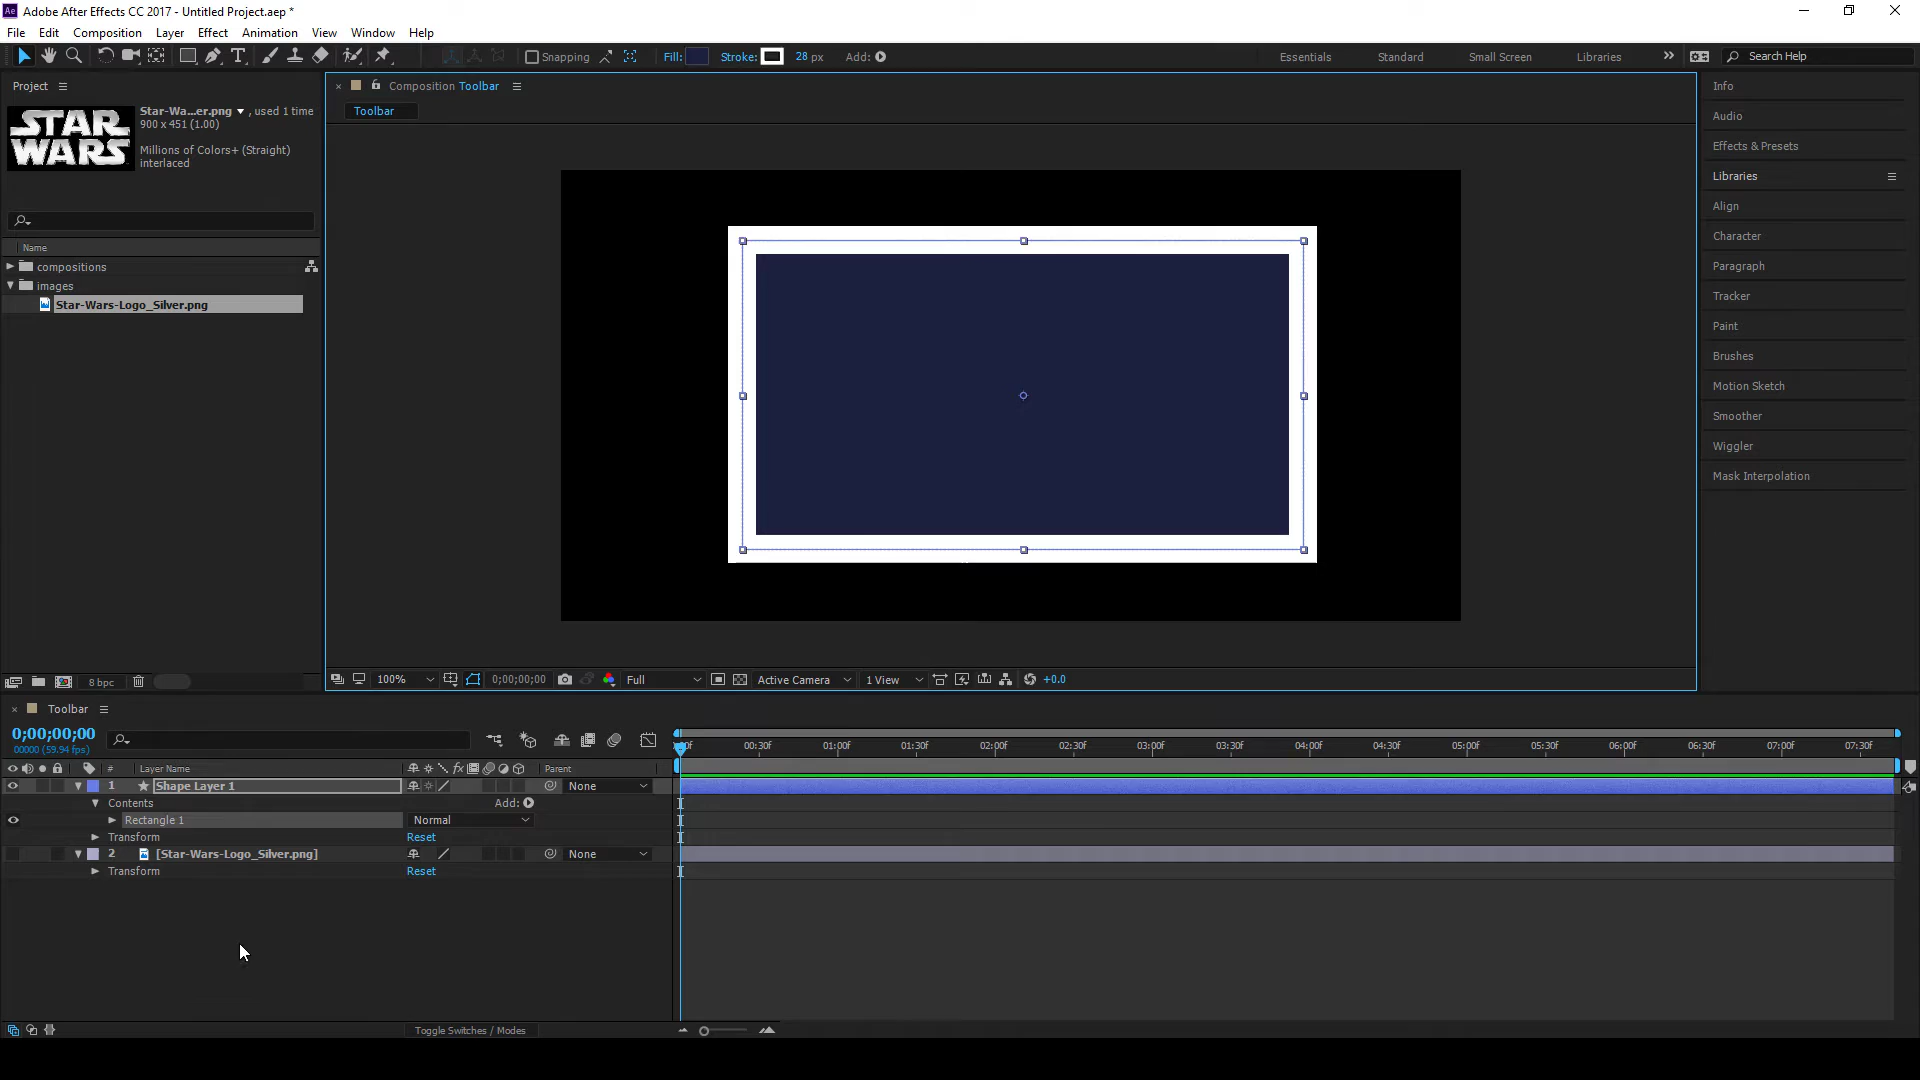 Ae Adobe After Effects CC 2017 - Untitled Project.aep *
File Edit Composition Layer Effect Animation View Window Help
Snapping Fill: Stroke: 28 px Add: Essentials Standard Small Screen Libraries Search Help
Project
STAR
WARS
Star-Wa...er.png , used 1 time
900 x 451 (1.00)
Millions of Colors+ (Straight)
interlaced
Name
compositions
images
Star-Wars-Logo_Silver.png
8 bpc
Composition Toolbar
Toolbar
100% 0;00;00;00 Full Active Camera 1 View +0.0
Info
Audio
Effects & Presets
Libraries
Align
Character
Paragraph
Tracker
Paint
Brushes
Motion Sketch
Smoother
Wiggler
Mask Interpolation
Toolbar
0;00;00;00
00000 (59.94 fps)
00:30f 01:00f 01:30f 02:00f 02:30f 03:00f 03:30f 04:00f 04:30f 05:00f 05:30f 06:00f 06:30f 07:00f 07:30f
# Layer Name fx Parent
1 Shape Layer 1 None
Contents Add:
Rectangle 1 Normal
Transform Reset
2 [Star-Wars-Logo_Silver.png] None
Transform Reset
Toggle Switches / Modes